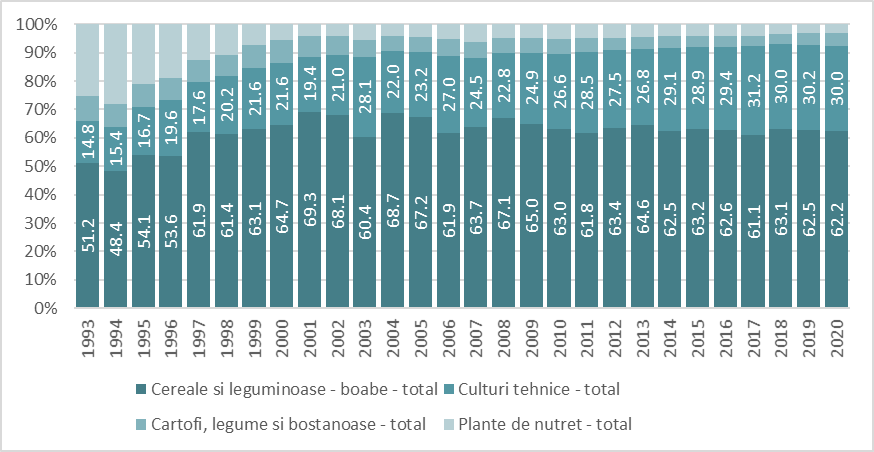 100%
90%
80%
70%
60%
50%
40%
30%
20%
10%
0%
14.8 15.4 16.7 19.6 17.6 20.2 21.6 21.6 19.4 21.0 28.1 22.0 23.2 27.0 24.5 22.8 24.9 26.6 28.5 27.5 26.8 29.1 28.9 29.4 31.2 30.0 30.2 30.0
51.2 48.4 54.1 53.6 61.9 61.4 63.1 64.7 69.3 68.1 60.4 68.7 67.2 61.9 63.7 67.1 65.0 63.0 61.8 63.4 64.6 62.5 63.2 62.6 61.1 63.1 62.5 62.2
1993 1994 1995 1996 1997 1998 1999 2000 2001 2002 2003 2004 2005 2006 2007 2008 2009 2010 2011 2012 2013 2014 2015 2016 2017 2018 2019 2020
Cereale si leguminoase - boabe - total Culturi tehnice - total
Cartofi, legume si bostanoase - total Plante de nutret - total